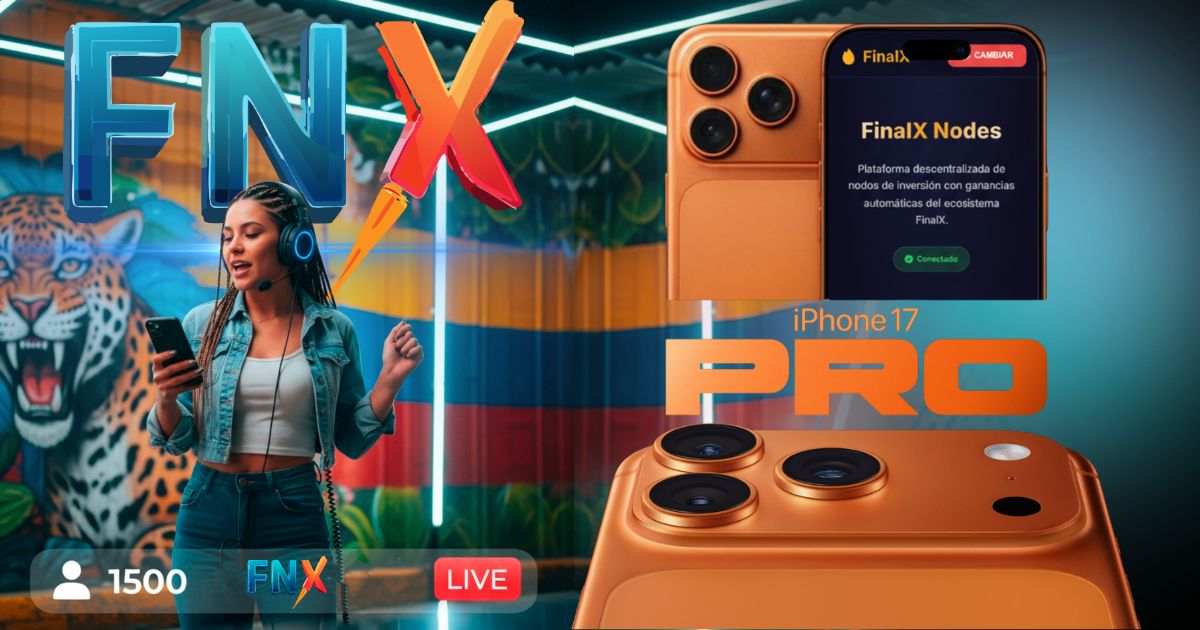 FNX
1500
FNX
LIVE
FinalX
CAMBIAR
FinalX Nodes
Plataforma descentralizada de
nodos de inversión con ganancias
automáticas del ecosistema
FinalX.
Conectado
iPhone 17
PRO